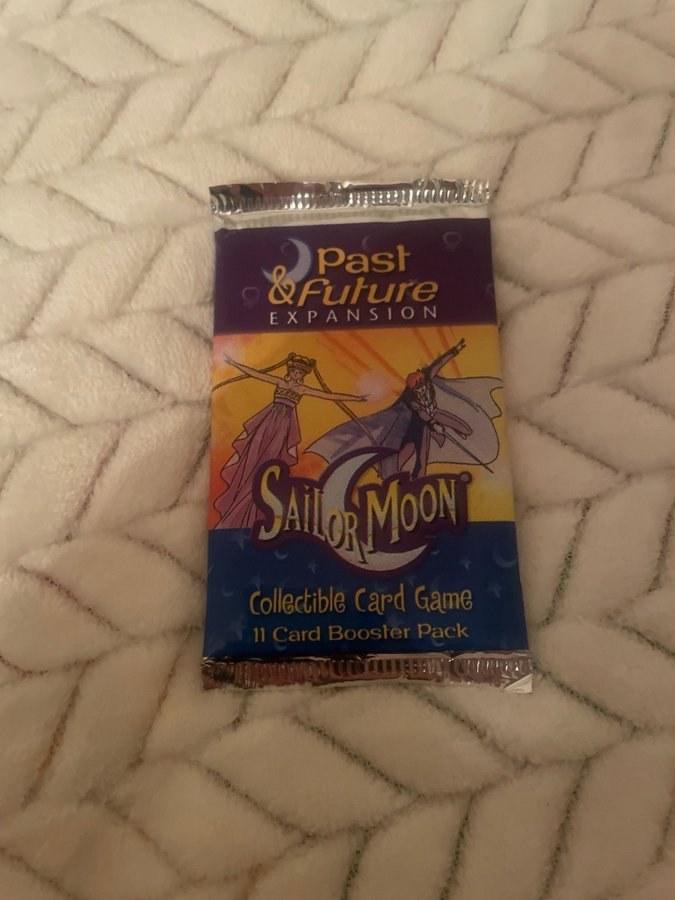 Past
& Future
EXPANSION
SAILOR MOON®
Collectible Card Game
11 Card Booster Pack